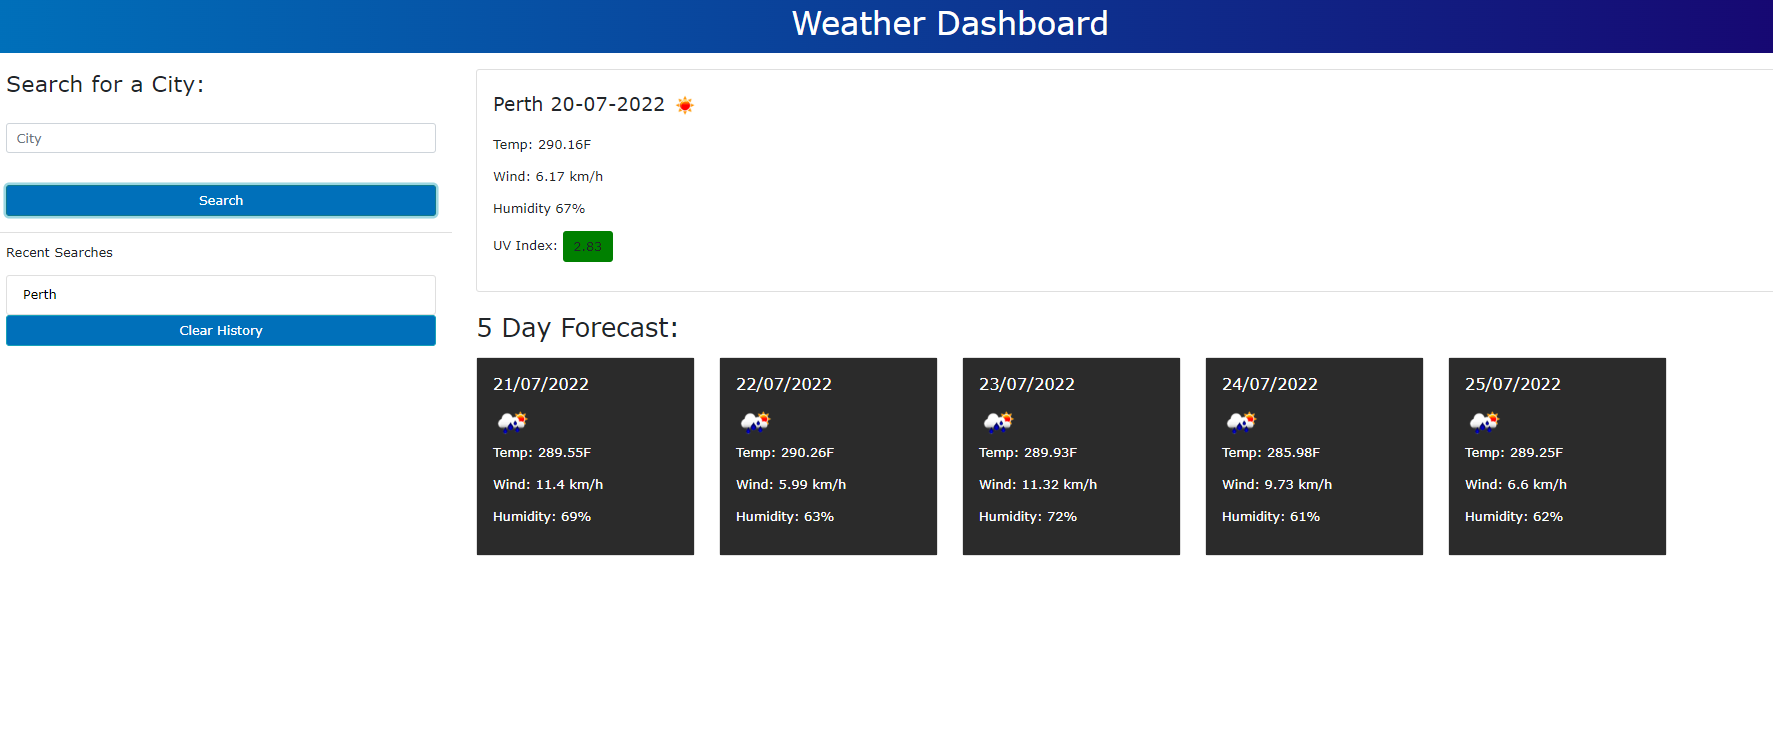 Weather Dashboard
Search for a City:
City
Search
Recent Searches
Perth
Clear History
Perth 20-07-2022
Temp: 290.16F
Wind: 6.17 km/h
Humidity 67%
UV Index: 2.83
5 Day Forecast:
21/07/2022
Temp: 289.55F
Wind: 11.4 km/h
Humidity: 69%
22/07/2022
Temp: 290.26F
Wind: 5.99 km/h
Humidity: 63%
23/07/2022
Temp: 289.93F
Wind: 11.32 km/h
Humidity: 72%
24/07/2022
Temp: 285.98F
Wind: 9.73 km/h
Humidity: 61%
25/07/2022
Temp: 289.25F
Wind: 6.6 km/h
Humidity: 62%